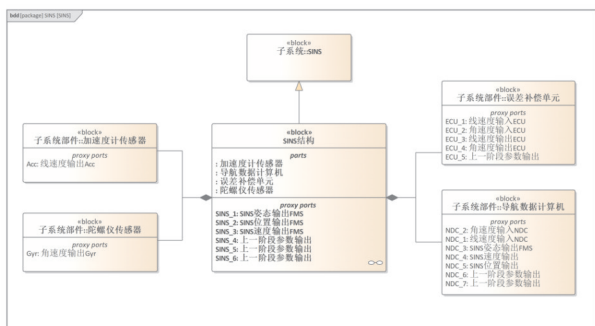 bdd [package] SINS [SINS]
«block»
子系统::SINS
«block»
子系统部件::加速度计传感器
proxy ports
Acc: 线速度输出Acc
«block»
子系统部件::陀螺仪传感器
proxy ports
Gyr: 角速度输出Gyr
«block»
SINS结构
parts
: 加速度计传感器
: 导航数据计算机
: 误差补偿单元
: 陀螺仪传感器
proxy ports
SINS_1: SINS姿态输出FMS
SINS_2: SINS位置输出FMS
SINS_3: SINS速度输出FMS
SINS_4: 上一阶段参数输出
SINS_5: 上一阶段参数输出
SINS_6: 上一阶段参数输出
«block»
子系统部件::误差补偿单元
proxy ports
ECU_1: 线速度输入ECU
ECU_2: 角速度输入ECU
ECU_3: 线速度输出ECU
ECU_4: 角速度输出ECU
ECU_5: 上一阶段参数输出
«block»
子系统部件::导航数据计算机
proxy ports
NDC_2: 角速度输入NDC
NDC_1: 线速度输入NDC
NDC_3: SINS姿态输出FMS
NDC_4: SINS速度输出
NDC_5: SINS位置输出
NDC_6: 上一阶段参数输出
NDC_7: 上一阶段参数输出